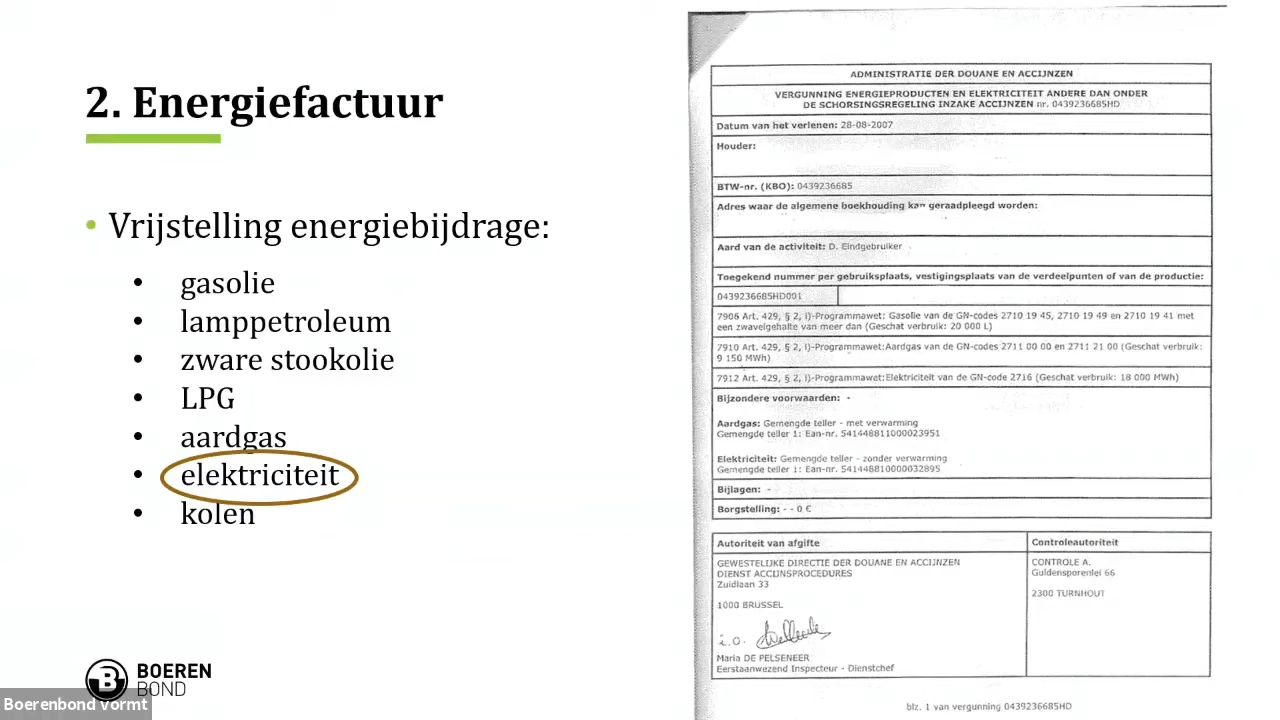 2. Energiefactuur
• Vrijstelling energiebijdrage:
• gasolie
• lamppetroleum
• zware stookolie
• LPG
• aardgas
• elektriciteit
• kolen
B BOEREN
BOND
Boerenbond Vormt
ADMINISTRATIE DER DOUANE EN ACCIJNZEN
VERGUNNING ENERGIEPRODUCTEN EN ELEKTRICITEIT ANDERE DAN ONDER
DE SCHORSINGSREGELING INZAKE ACCIJNZEN nr. 0439236685HD
Datum van het verlenen: 28-08-2007
Houder:
BTW-nr. (KBO): 0439236685
Adres waar de algemene boekhouding kan geraadpleegd worden:
Aard van de activiteit: D. Eindgebruiker
Toegekend nummer per gebruiksplaats, vestigingsplaats van de verdeelpunten of van de productie:
0439236685HD001
7906 Art. 429, § 2, i)-Programmawet: Gasolie van de GN-codes 2710 19 45, 2710 19 49 en 2710 19 41 met
een zwavelgehalte van meer dan (Geschat verbruik: 20 000 L)
7910 Art. 429, § 2, i)-Programmawet:Aardgas van de GN-codes 2711 00 00 en 2711 21 00 (Geschat verbruik:
9 150 MWh)
7912 Art. 429, § 2, i)-Programmawet:Elektriciteit van de GN-code 2716 (Geschat verbruik: 18 000 MWh)
Bijzondere voorwaarden: -
Aardgas: Gemengde teller - met verwarming
Gemengde teller 1: Ean-nr. 541448811000023951
Elektriciteit: Gemengde teller - zonder verwarming
Gemengde teller 1: Ean-nr. 541448810000032895
Bijlagen: -
Borgstelling: - - 0 €
Autoriteit van afgifte
GEWESTELIJKE DIRECTIE DER DOUANE EN ACCIJNZEN
DIENST ACCIJNSPROCEDURES
Zuidlaan 33
1000 BRUSSEL
i.o.
Maria DE PELSENEER
Eerstaanwezend Inspecteur - Dienstchef
Controleautoriteit
CONTROLE A.
Guldensporenlei 66
2300 TURNHOUT
blz. 1 van vergunning 0439236685HD